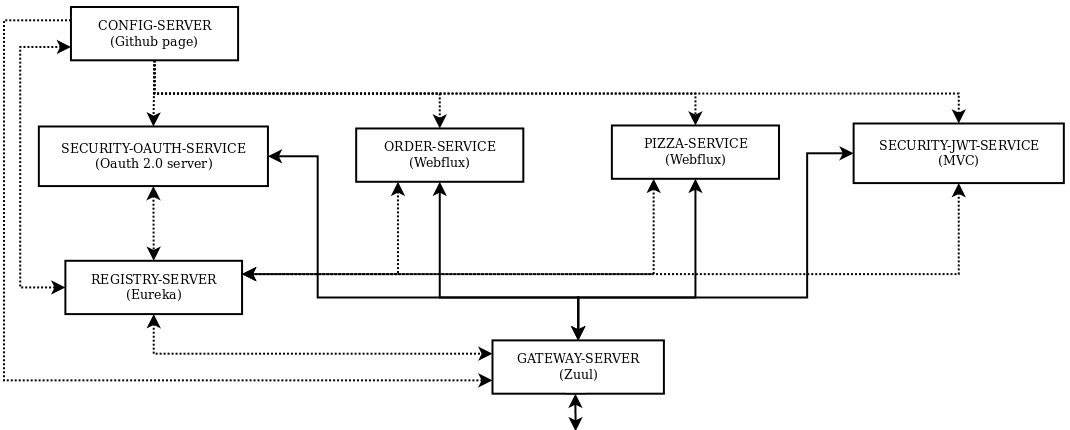 CONFIG-SERVER
(Github page)
SECURITY-OAUTH-SERVICE
(Oauth 2.0 server)
ORDER-SERVICE
(Webflux)
PIZZA-SERVICE
(Webflux)
SECURITY-JWT-SERVICE
(MVC)
REGISTRY-SERVER
(Eureka)
GATEWAY-SERVER
(Zuul)